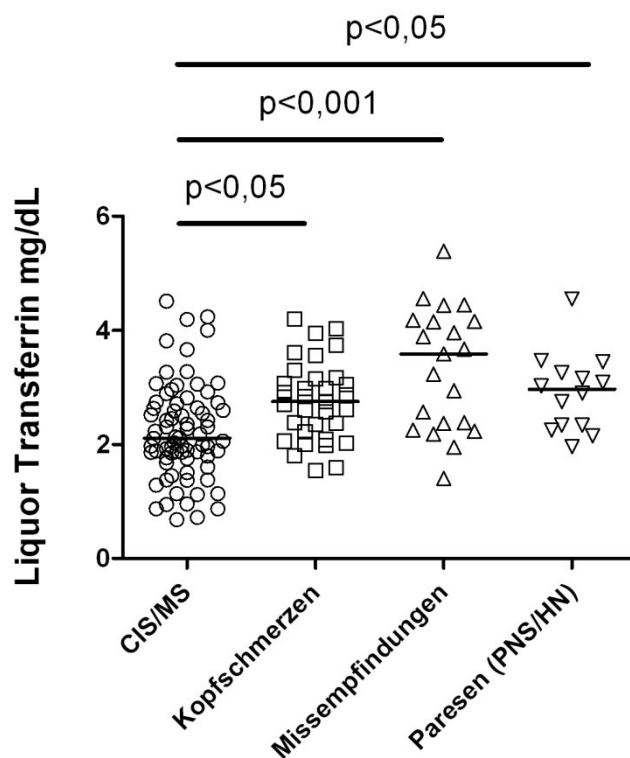 p<0,05
p<0,001
p<0,05
Liquor Transferrin mg/dL
6
4
2
0
CIS/MS
Kopfschmerzen
Missempfindungen
Paresen (PNS/HN)